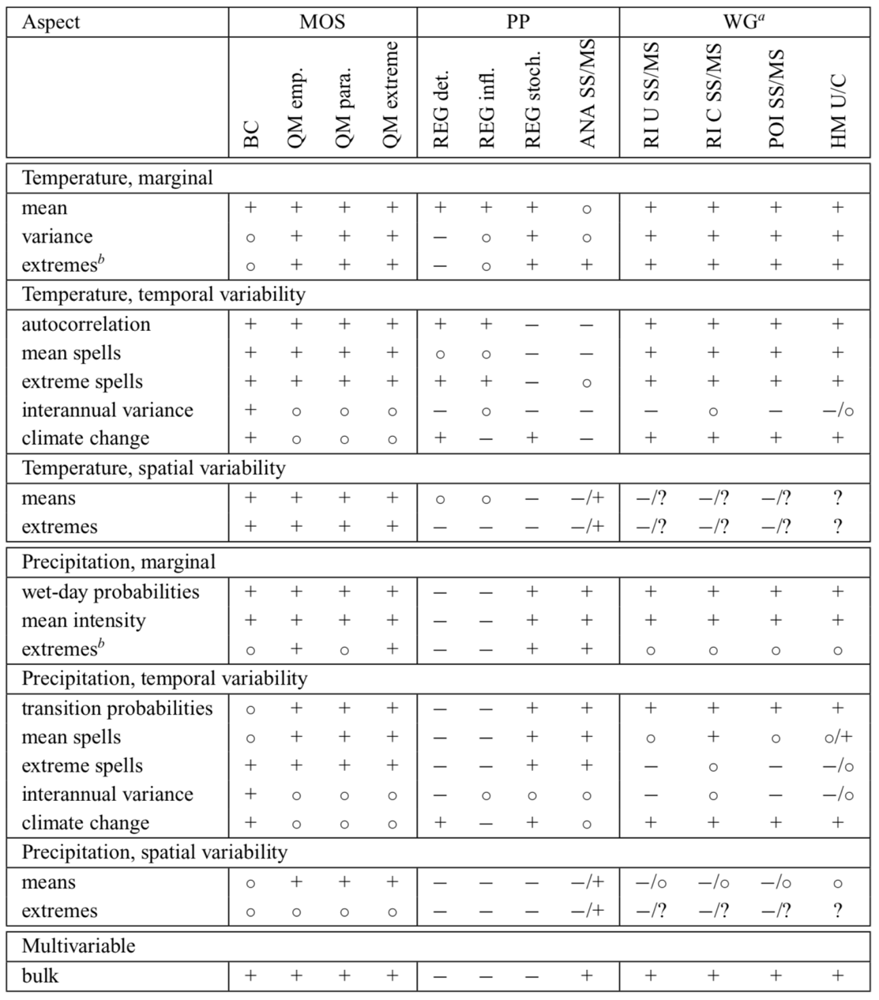 Aspect MOS PP WGᵃ
BC QM emp. QM para. QM extreme REG det. REG infl. REG stoch. ANA SS/MS RI U SS/MS RI C SS/MS POI SS/MS HM U/C
Temperature, marginal
mean + + + + + + + ○ + + + +
variance ○ + + + − ○ + ○ + + + +
extremesᵇ ○ + + + − ○ + + + + + +
Temperature, temporal variability
autocorrelation + + + + + + − − + + + +
mean spells + + + + ○ ○ − − + + + +
extreme spells + + + + + + − ○ + + + +
interannual variance + ○ ○ ○ − ○ − − − ○ − −/○
climate change + ○ ○ ○ + − + − + + + +
Temperature, spatial variability
means + + + + ○ ○ − −/+ −/? −/? −/? ?
extremes + + + + − − − −/+ −/? −/? −/? ?
Precipitation, marginal
wet-day probabilities + + + + − − + + + + + +
mean intensity + + + + − − + + + + + +
extremesᵇ ○ + ○ + − − + + ○ ○ ○ ○
Precipitation, temporal variability
transition probabilities ○ + + + − − + + + + + +
mean spells ○ + + + − − + + ○ + ○ ○/+
extreme spells + + + + − − + + − ○ − −/○
interannual variance + ○ ○ ○ − ○ ○ ○ − ○ − −/○
climate change + ○ ○ ○ + − + ○ + + + +
Precipitation, spatial variability
means ○ + + + − − − −/+ −/○ −/○ −/○ ○
extremes ○ ○ ○ ○ − − − −/+ −/? −/? −/? ?
Multivariable
bulk + + + + − − − + + + + +